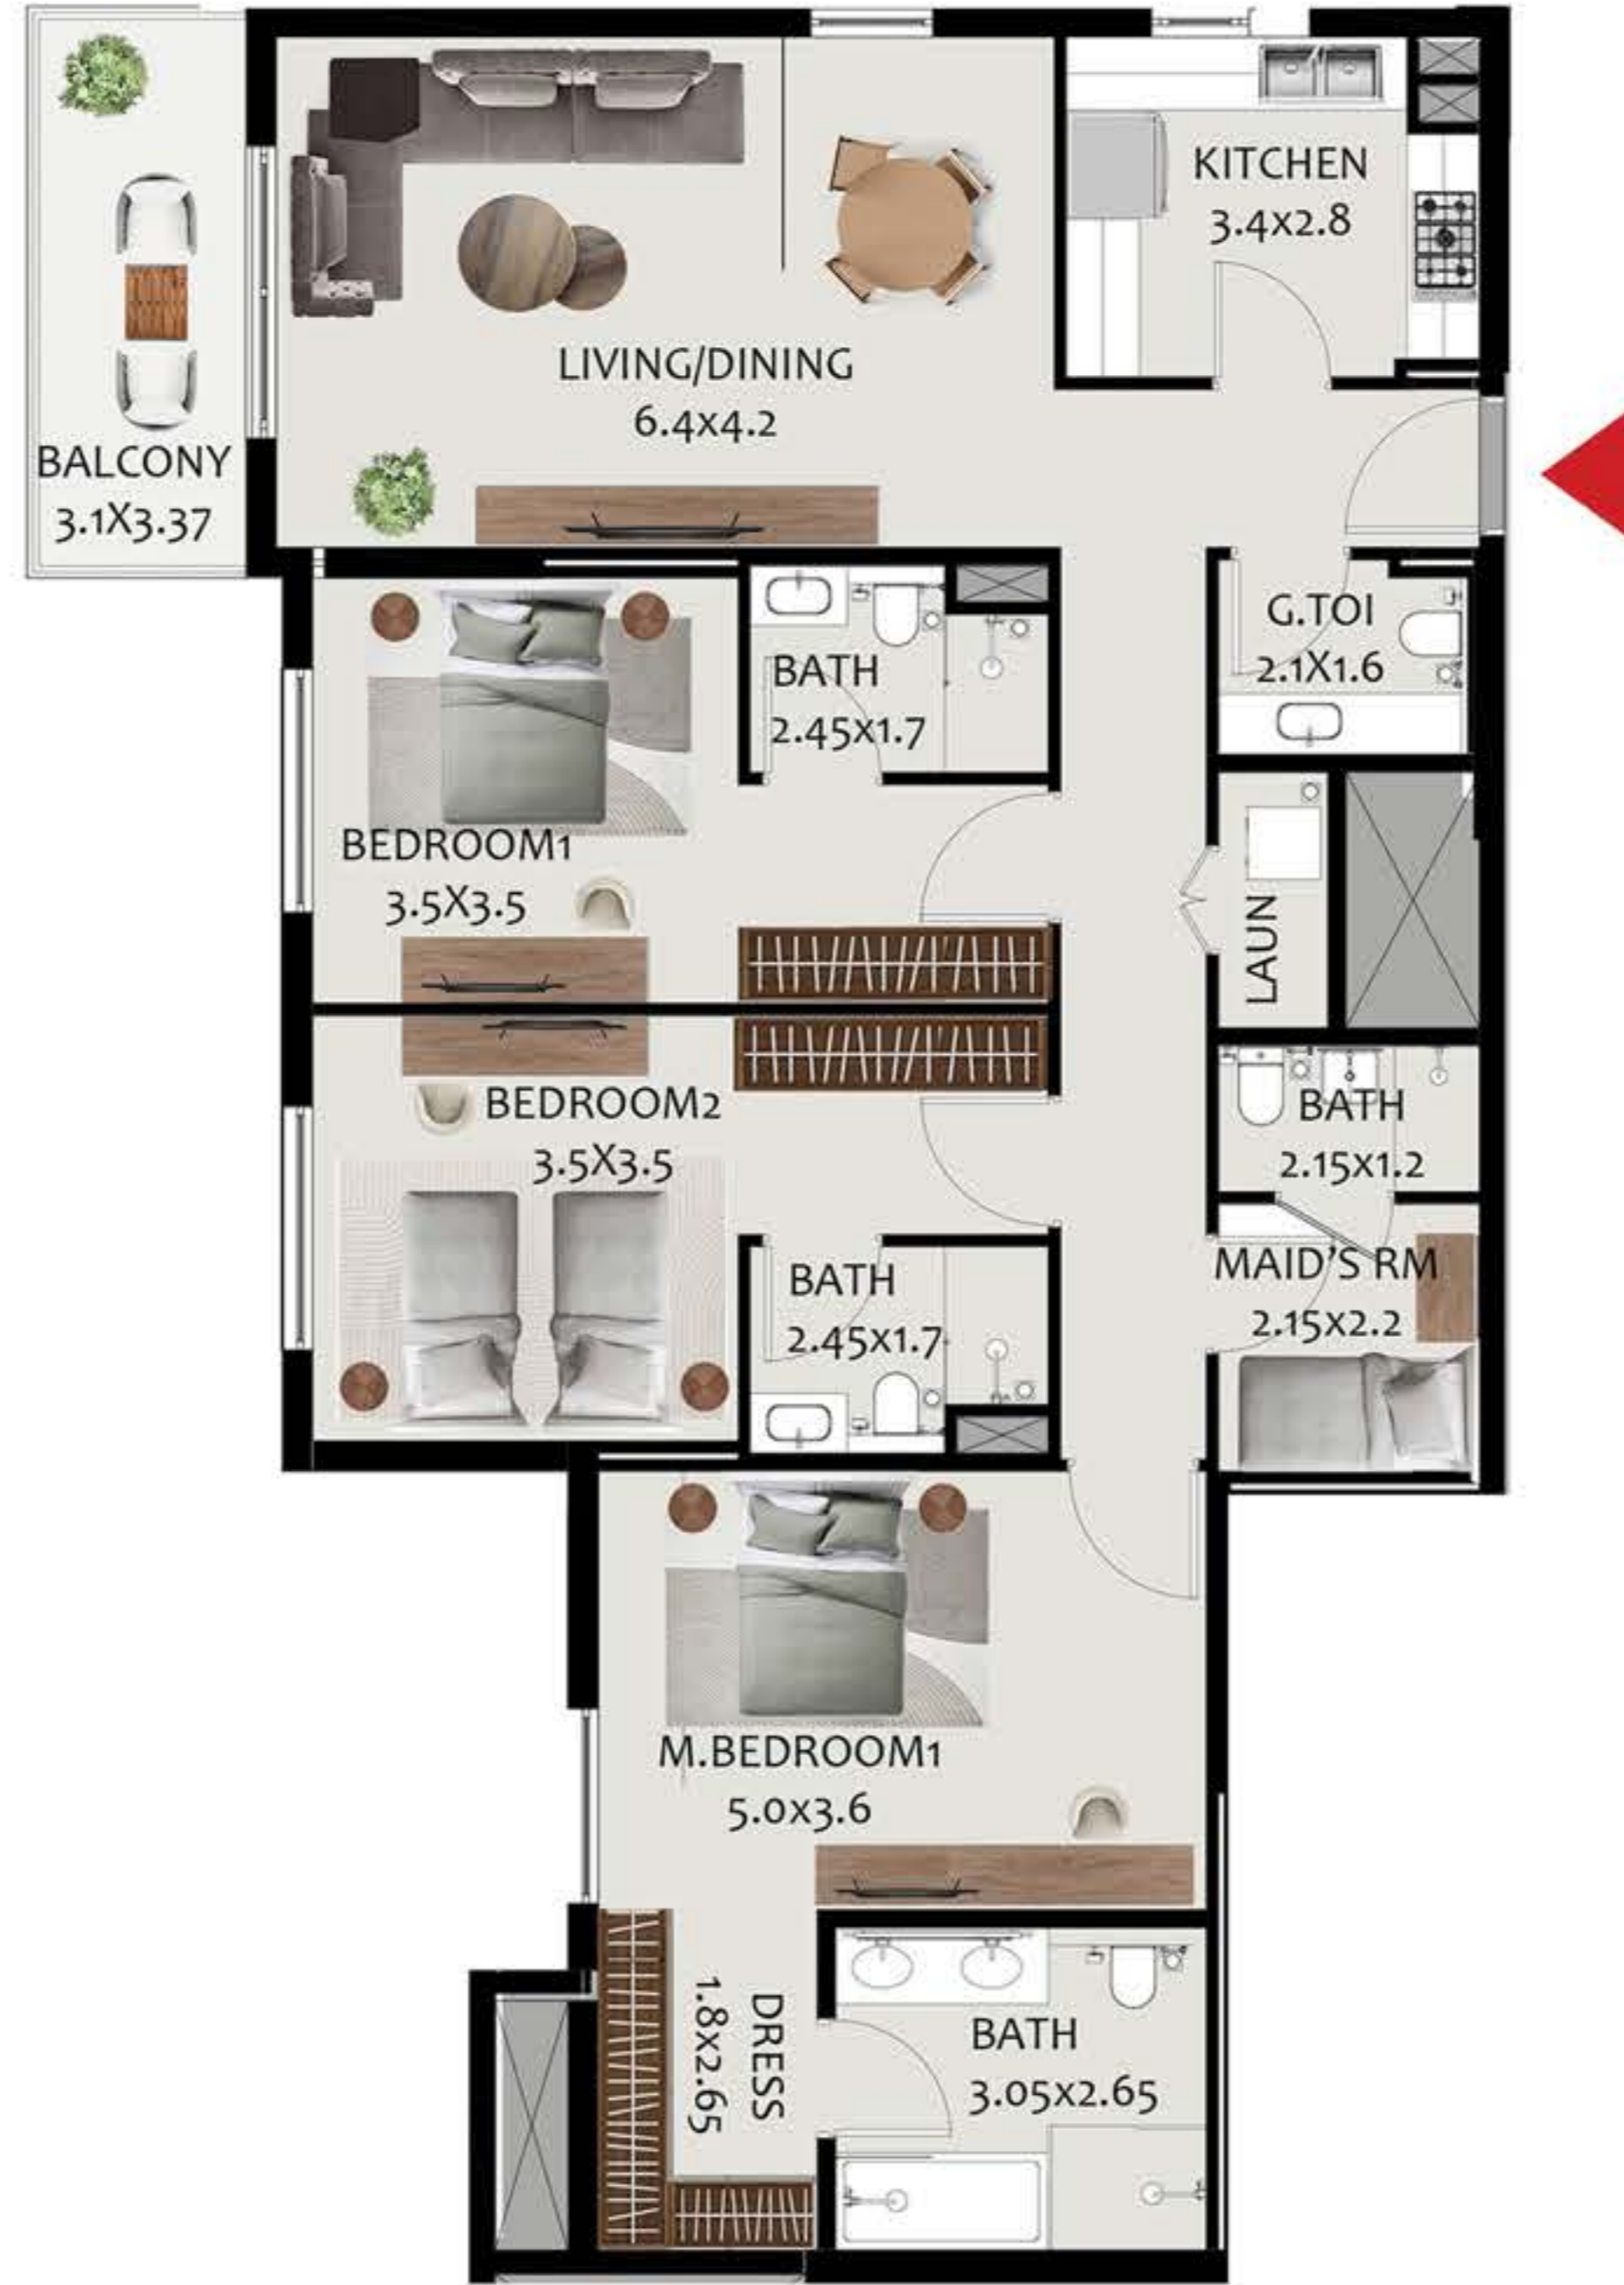 KITCHEN
3.4x2.8
LIVING/DINING
6.4x4.2
BALCONY
3.1X3.37
G.TOI
2.1X1.6
BATH
2.45x1.7
BEDROOM1
3.5X3.5
LAUN
BEDROOM2
3.5X3.5
BATH
2.15x1.2
MAID'S RM
2.15x2.2
BATH
2.45x1.7
M.BEDROOM1
5.0x3.6
DRESS
1.8x2.65
BATH
3.05x2.65